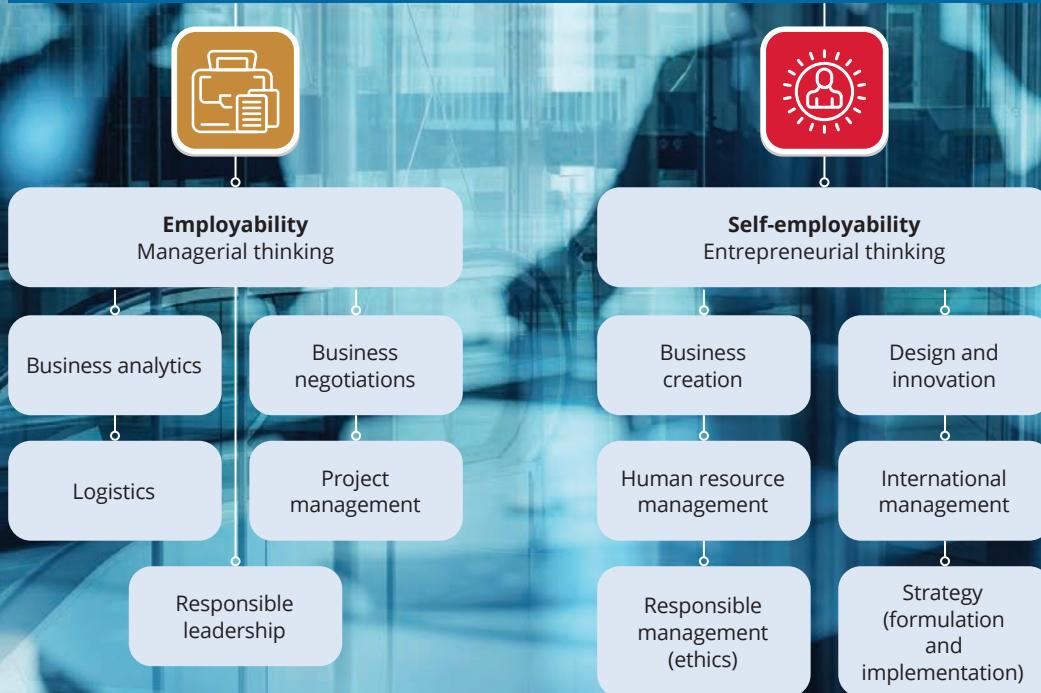 Employability
Managerial thinking
Business analytics
Business
negotiations
Logistics
Project
management
Responsible
leadership
Self-employability
Entrepreneurial thinking
Business
creation
Design and
innovation
Human resource
management
International
management
Responsible
management
(ethics)
Strategy
(formulation
and
implementation)